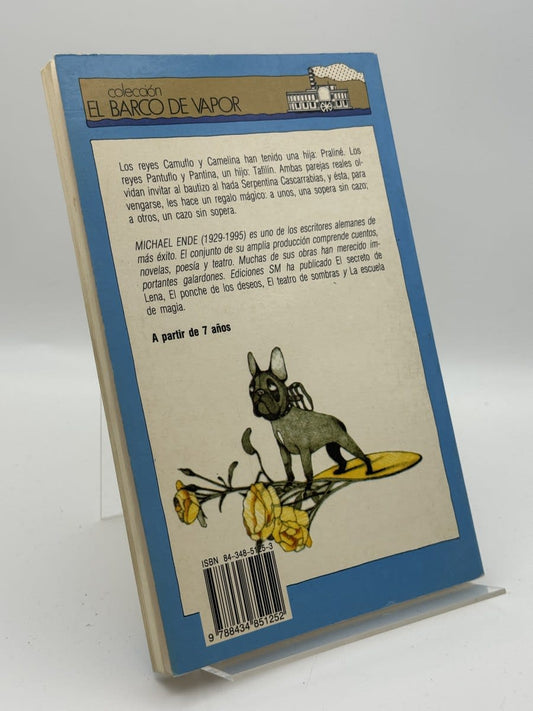 colección
EL BARCO DE VAPOR
Los reyes Camuflo y Camelina han tenido una hija: Praliné. Los
reyes Pantuflo y Pantina, un hijo: Tafilín. Ambas parejas reales ol-
vidan invitar al bautizo al hada Serpentina Cascarrabias, y ésta, para
vengarse, les hace un regalo mágico: a unos, una sopera sin cazo;
a otros, un cazo sin sopera.
MICHAEL ENDE (1929-1995) es uno de los escritores alemanes de
más éxito. El conjunto de su amplia producción comprende cuentos,
novelas, poesía y teatro. Muchas de sus obras han merecido im-
portantes galardones. Ediciones SM ha publicado El secreto de
Lena, El ponche de los deseos, El teatro de sombras y La escuela
de magia.
A partir de 7 años
ISBN 84-348-5125-3
9 788434 851252